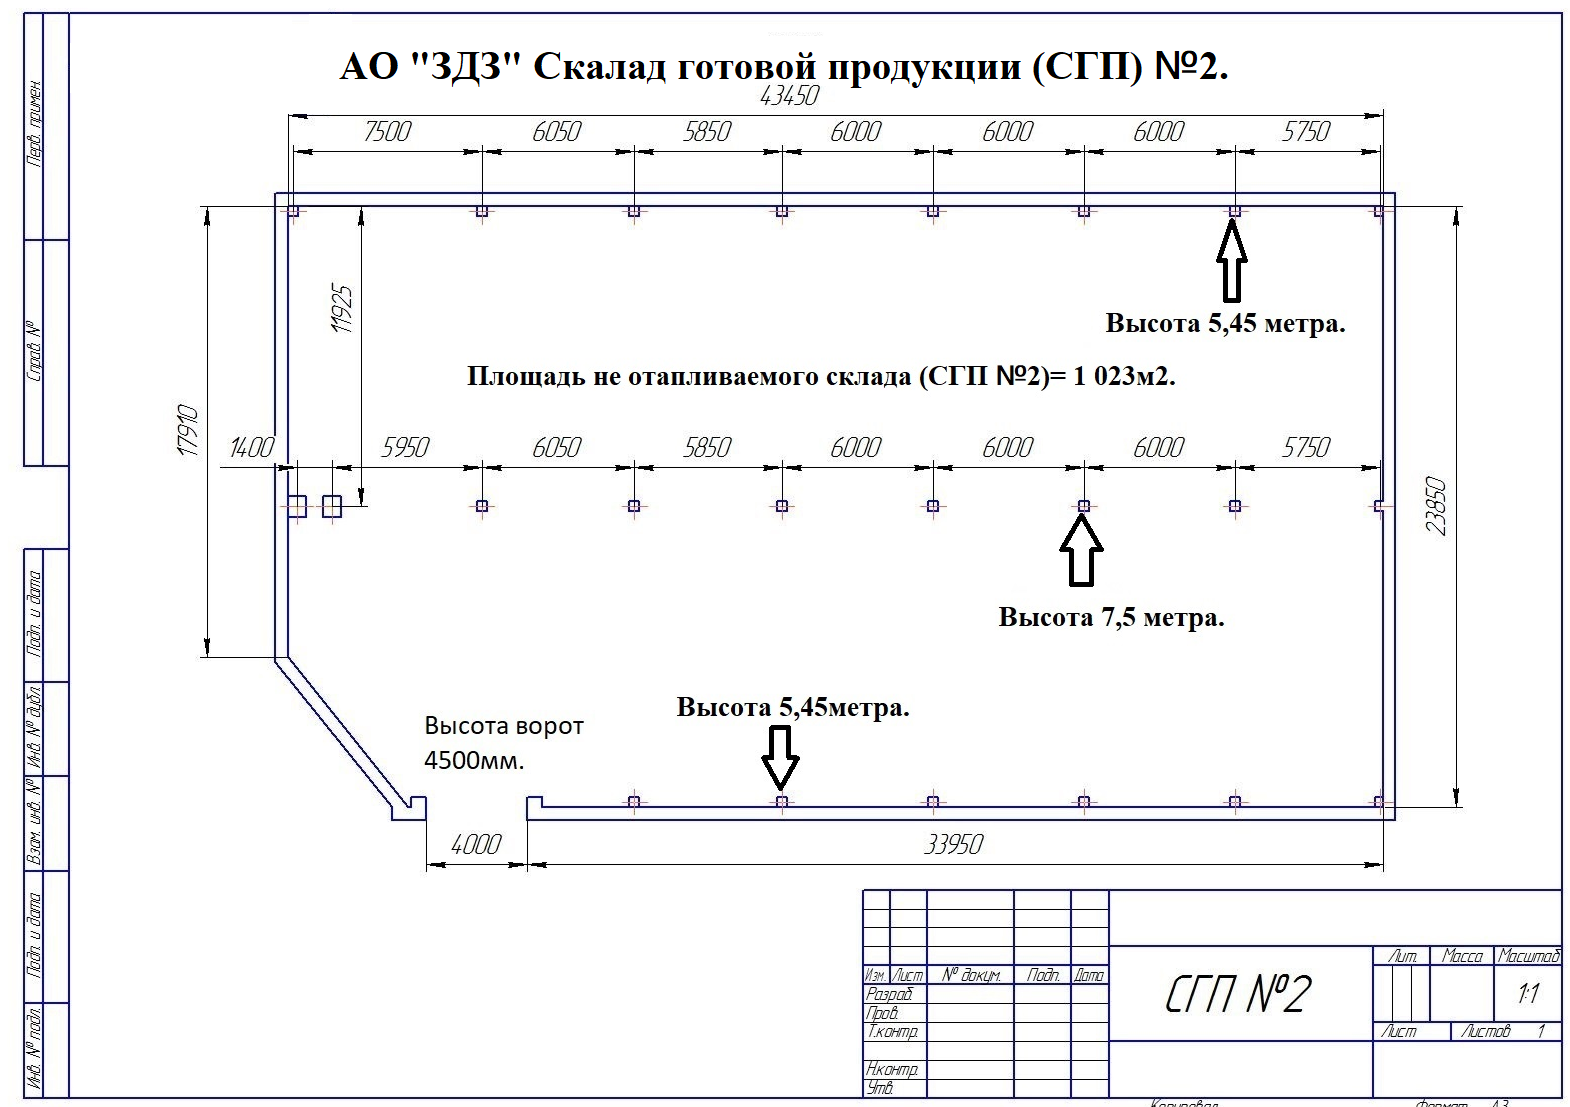 АО "ЗДЗ" Скалад готовой продукции (СГП) №2.
43450
7500 6050 5850 6000 6000 6000 5750
11925
Высота 5,45 метра.
Площадь не отапливаемого склада (СГП №2)= 1 023м2.
17910
1400 5950 6050 5850 6000 6000 6000 5750
23850
Высота 7,5 метра.
Высота 5,45метра.
Высота ворот
4500мм.
4000 33950
Перв. примен.
Справ. №
Подп. и дата
Инв. № дубл.
Взам. инв. №
Подп. и дата
Инв. № подл.
Изм. Лист № докум. Подп. Дата
Разраб.
Пров.
Т.контр.
Н.контр.
Утв.
СГП №2
Лит. Масса Масштаб
1:1
Лист Листов 1
Копировал Формат А3